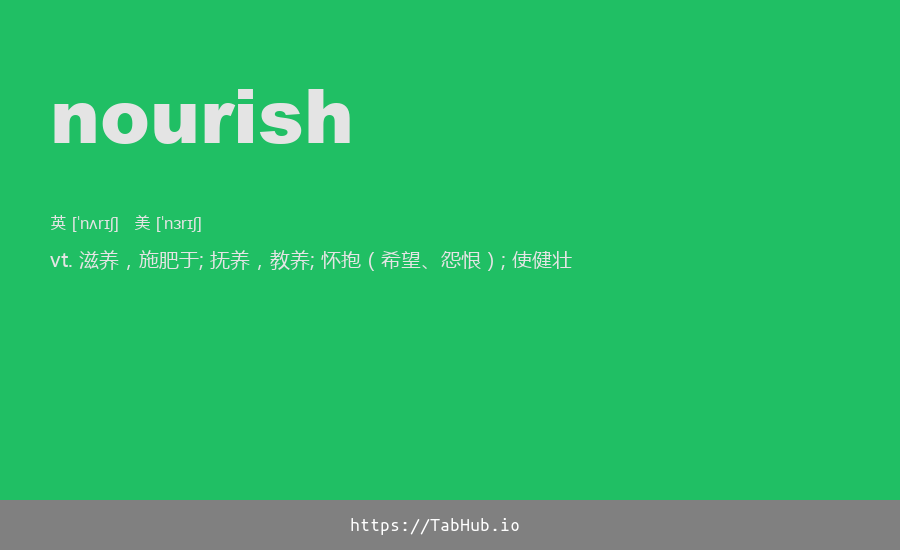 nourish
英 [ˈnʌrɪʃ]   美 [ˈnɜrɪʃ]
vt. 滋养，施肥于; 抚养，教养; 怀抱（希望、怨恨）; 使健壮
https://TabHub.io